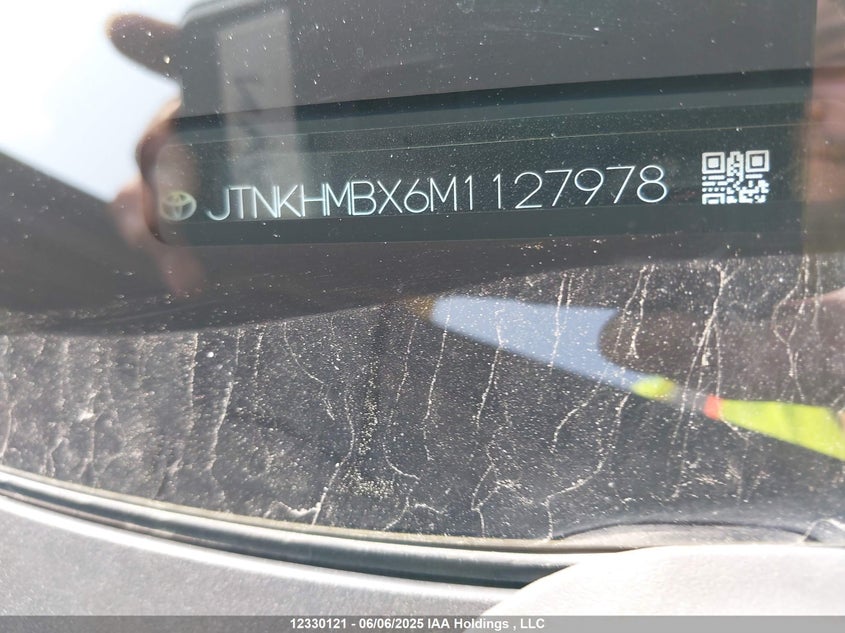 JTNKHMBX6M1127978
12330121 - 06/06/2025 IAA Holdings , LLC